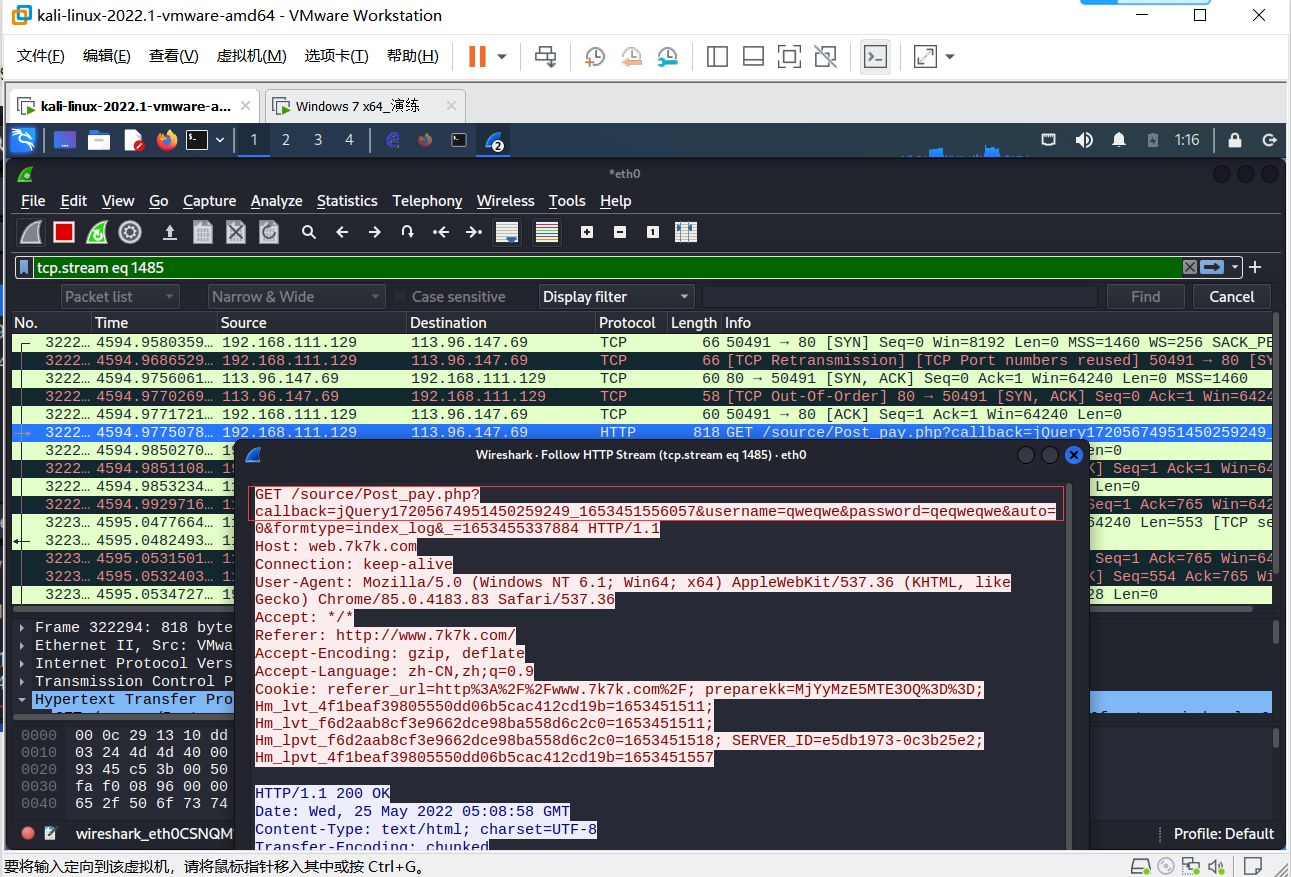 kali-linux-2022.1-vmware-amd64 - VMware Workstation
文件(F) 编辑(E) 查看(V) 虚拟机(M) 选项卡(T) 帮助(H)
kali-linux-2022.1-vmware-a... Windows 7 x64_演练
1 2 3 4 2 1:16
*eth0
File Edit View Go Capture Analyze Statistics Telephony Wireless Tools Help
tcp.stream eq 1485
Packet list Narrow & Wide Case sensitive Display filter Find Cancel
No. Time Source Destination Protocol Length Info
3222… 4594.9580359… 192.168.111.129 113.96.147.69 TCP 66 50491 → 80 [SYN] Seq=0 Win=8192 Len=0 MSS=1460 WS=256 SACK_PE
3222… 4594.9686529… 192.168.111.129 113.96.147.69 TCP 66 [TCP Retransmission] [TCP Port numbers reused] 50491 → 80 [SY
3222… 4594.9756061… 113.96.147.69 192.168.111.129 TCP 60 80 → 50491 [SYN, ACK] Seq=0 Ack=1 Win=64240 Len=0 MSS=1460
3222… 4594.9770269… 113.96.147.69 192.168.111.129 TCP 58 [TCP Out-Of-Order] 80 → 50491 [SYN, ACK] Seq=0 Ack=1 Win=6424
3222… 4594.9771721… 192.168.111.129 113.96.147.69 TCP 60 50491 → 80 [ACK] Seq=1 Ack=1 Win=64240 Len=0
3222… 4594.9775078… 192.168.111.129 113.96.147.69 HTTP 818 GET /source/Post_pay.php?callback=jQuery17205674951450259249_
3222… 4594.9850270… en=0
3222… 4594.9851108… K] Seq=1 Ack=1 Win=64
3222… 4594.9853234… Len=0
3222… 4594.9929716… Seq=1 Ack=765 Win=642
3223… 4595.0477664… 64240 Len=553 [TCP se
3223… 4595.0482493…
3223… 4595.0531501… Seq=1 Ack=765 Win=64
3223… 4595.0532403… K] Seq=554 Ack=765 Wi
3223… 4595.0534727… 28 Len=0
Frame 322294: 818 byte
Ethernet II, Src: VMwa
Internet Protocol Vers
Transmission Control P
Hypertext Transfer Pro
0000 00 0c 29 13 10 dd
0010 03 24 4d 4d 40 00
0020 93 45 c5 3b 00 50
0030 fa f0 08 96 00 00
0040 65 2f 50 6f 73 74
Wireshark · Follow HTTP Stream (tcp.stream eq 1485) · eth0
GET /source/Post_pay.php?
callback=jQuery17205674951450259249_1653451556057&username=qweqwe&password=qeqweqwe&auto=
0&formtype=index_log&_=1653455337884 HTTP/1.1
Host: web.7k7k.com
Connection: keep-alive
User-Agent: Mozilla/5.0 (Windows NT 6.1; Win64; x64) AppleWebKit/537.36 (KHTML, like
Gecko) Chrome/85.0.4183.83 Safari/537.36
Accept: */*
Referer: http://www.7k7k.com/
Accept-Encoding: gzip, deflate
Accept-Language: zh-CN,zh;q=0.9
Cookie: referer_url=http%3A%2F%2Fwww.7k7k.com%2F; preparekk=MjYyMzE5MTE3OQ%3D%3D;
Hm_lvt_4f1beaf39805550dd06b5cac412cd19b=1653451511;
Hm_lvt_f6d2aab8cf3e9662dce98ba558d6c2c0=1653451511;
Hm_lpvt_f6d2aab8cf3e9662dce98ba558d6c2c0=1653451518; SERVER_ID=e5db1973-0c3b25e2;
Hm_lpvt_4f1beaf39805550dd06b5cac412cd19b=1653451557
HTTP/1.1 200 OK
Date: Wed, 25 May 2022 05:08:58 GMT
Content-Type: text/html; charset=UTF-8
Transfer-Encoding: chunked
wireshark_eth0CSNQM Profile: Default
要将输入定向到该虚拟机，请将鼠标指针移入其中或按 Ctrl+G。